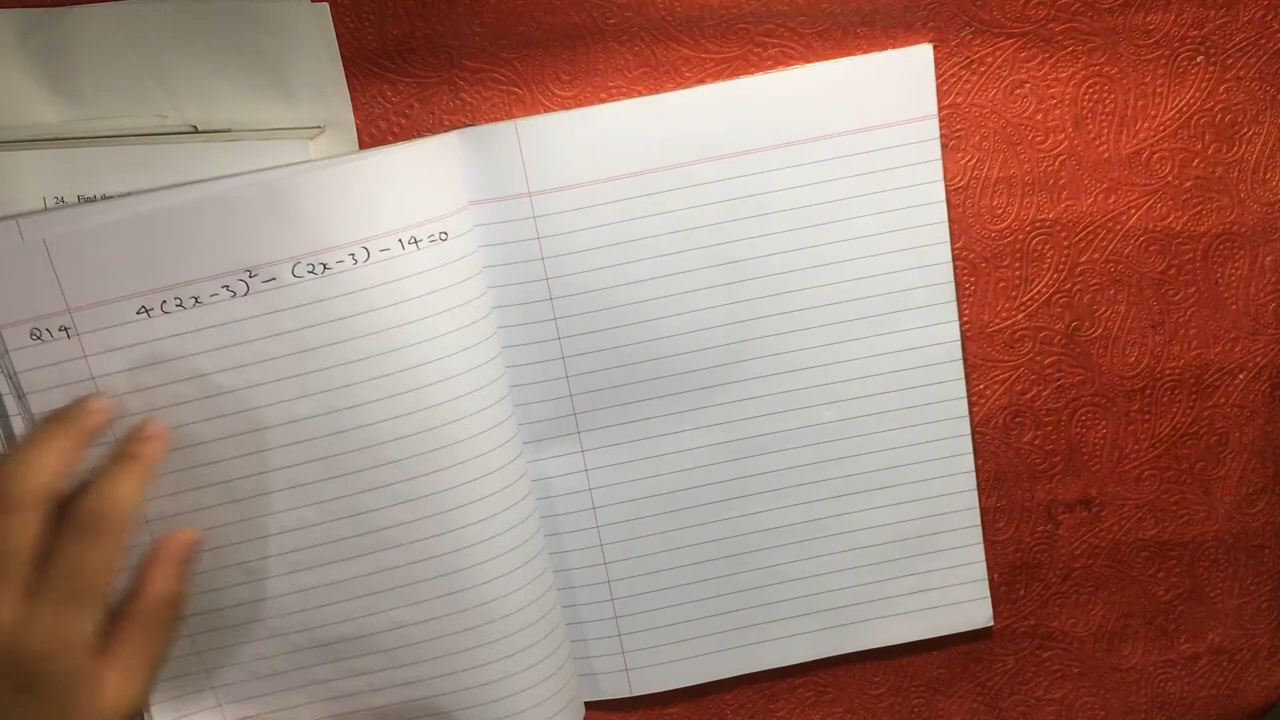 24. Find the
Q14 4(2x-3)² - (2x-3) - 14=0